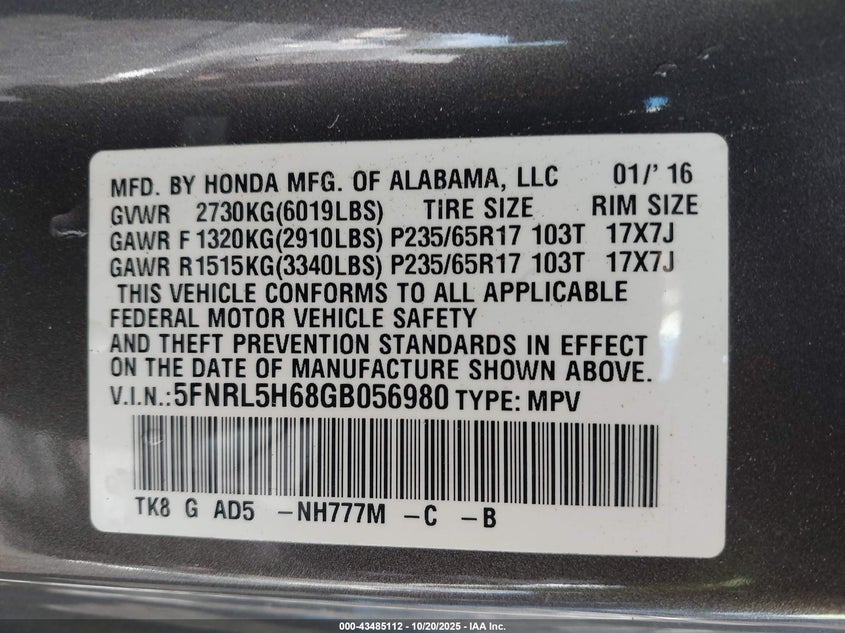 MFD. BY HONDA MFG. OF ALABAMA, LLC 01/' 16
GVWR 2730KG(6019LBS) TIRE SIZE RIM SIZE
GAWR F1320KG(2910LBS) P235/65R17 103T 17X7J
GAWR R1515KG(3340LBS) P235/65R17 103T 17X7J
THIS VEHICLE CONFORMS TO ALL APPLICABLE
FEDERAL MOTOR VEHICLE SAFETY
AND THEFT PREVENTION STANDARDS IN EFFECT
ON THE DATE OF MANUFACTURE SHOWN ABOVE.
V.I.N.:5FNRL5H68GB056980 TYPE: MPV
TK8 G AD5 -NH777M -C -B
000-43485112 - 10/20/2025 - IAA Inc.